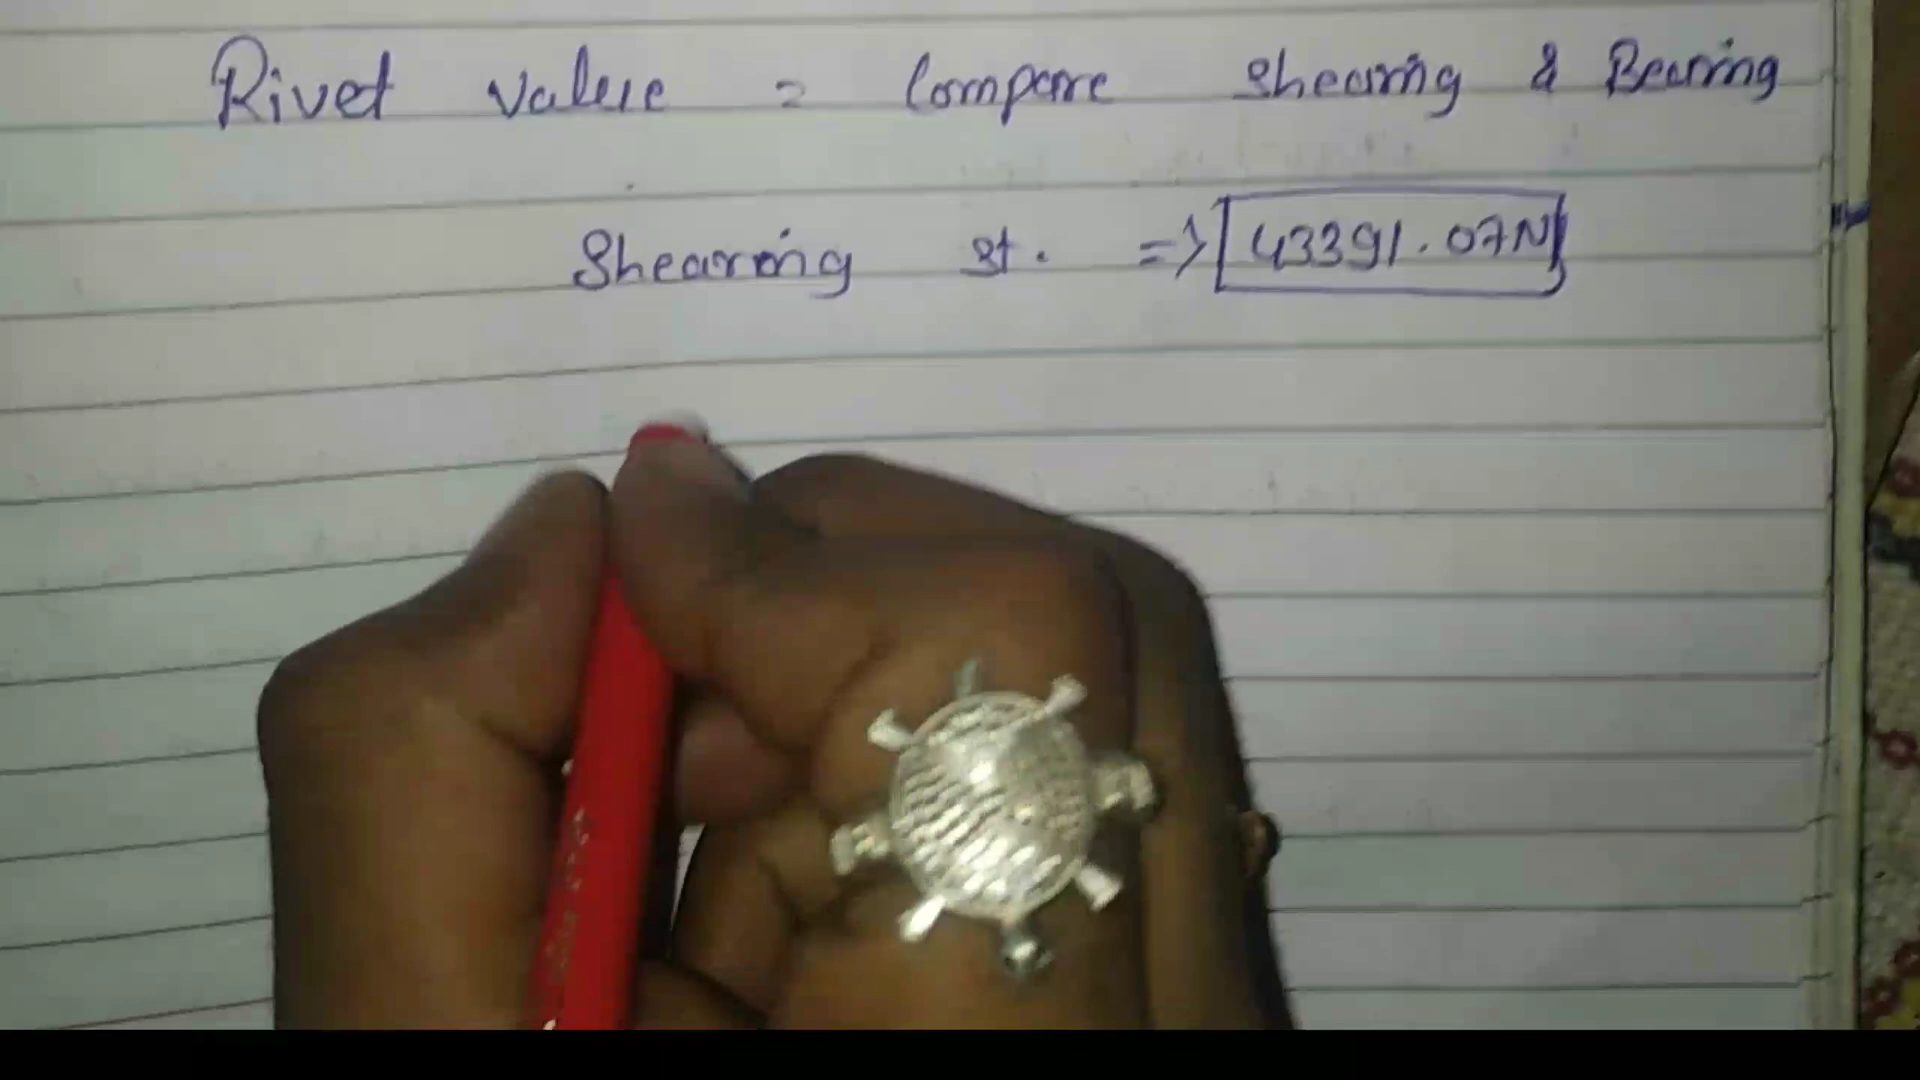 Rivet value = Compare shearing & Bearing
Shearing st. => 43391.07N